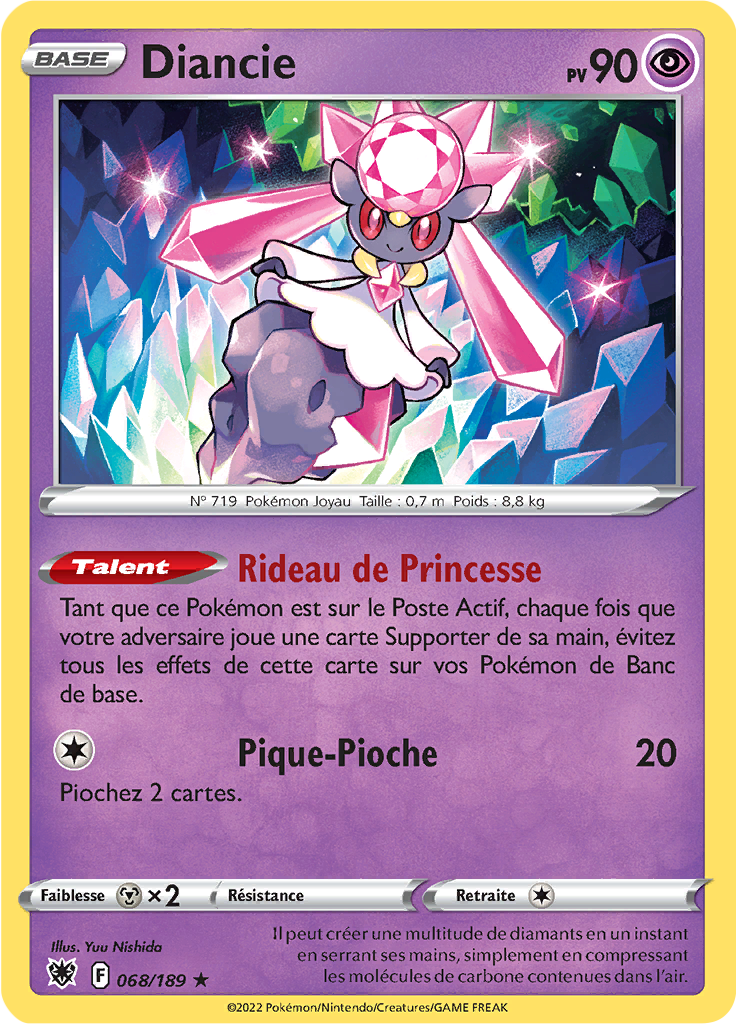 BASE Diancie PV 90
N° 719 Pokémon Joyau Taille : 0,7 m Poids : 8,8 kg
Talent Rideau de Princesse
Tant que ce Pokémon est sur le Poste Actif, chaque fois que
votre adversaire joue une carte Supporter de sa main, évitez
tous les effets de cette carte sur vos Pokémon de Banc
de base.
Pique-Pioche 20
Piochez 2 cartes.
Faiblesse ×2 Résistance Retraite
Illus. Yuu Nishida
Il peut créer une multitude de diamants en un instant
en serrant ses mains, simplement en compressant
les molécules de carbone contenues dans l'air.
F 068/189 ★
©2022 Pokémon/Nintendo/Creatures/GAME FREAK